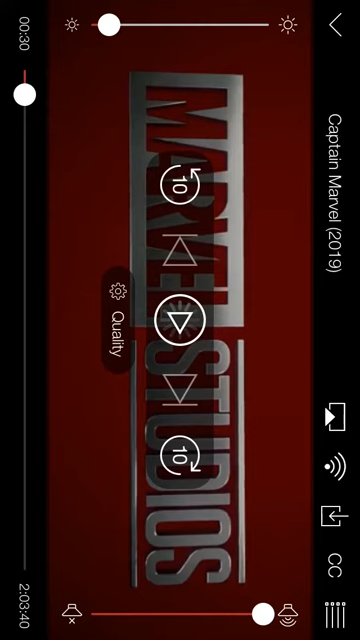 Captain Marvel (2019)
CC
MARVEL STUDIOS
10
10
Quality
00:30
2:03:40